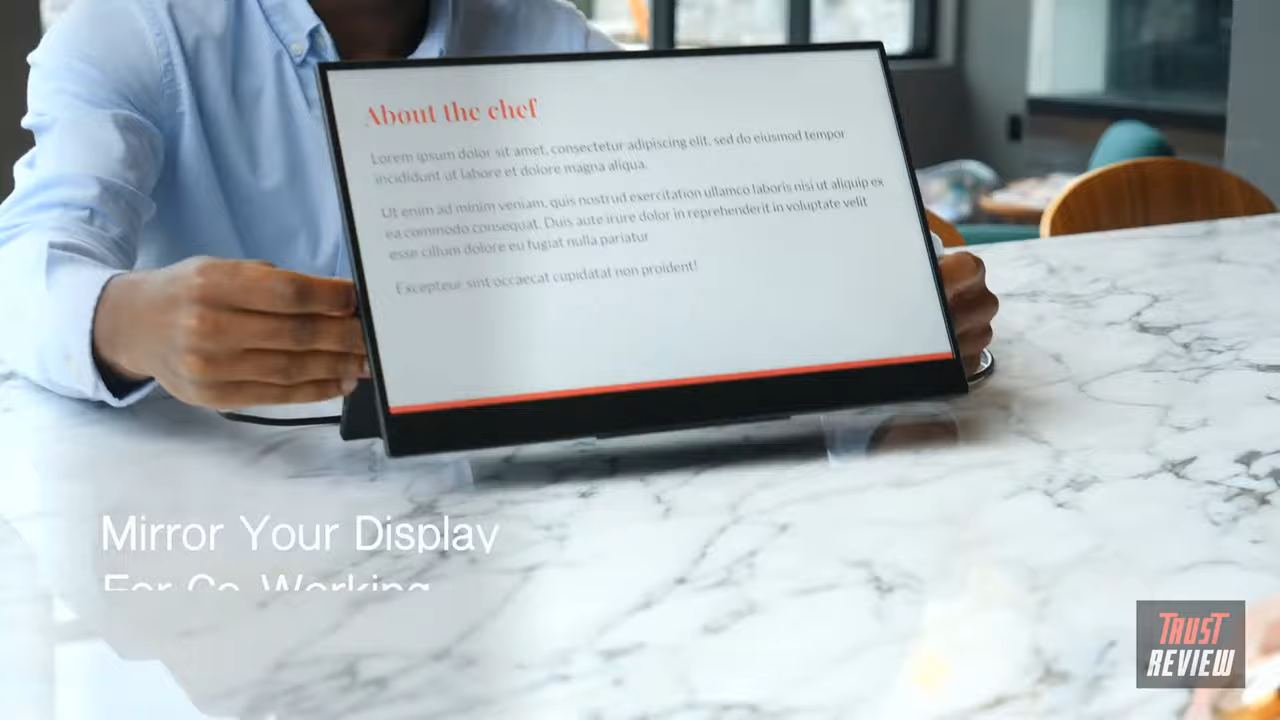 About the chef
Lorem ipsum dolor sit amet, consectetur adipiscing elit, sed do eiusmod tempor
incididunt ut labore et dolore magna aliqua.
Ut enim ad minim veniam, quis nostrud exercitation ullamco laboris nisi ut aliquip ex
ea commodo consequat. Duis aute irure dolor in reprehenderit in voluptate velit
esse cillum dolore eu fugiat nulla pariatur
Excepteur sint occaecat cupidatat non proident!
Mirror Your Display
For Co-Working
TRUST
REVIEW